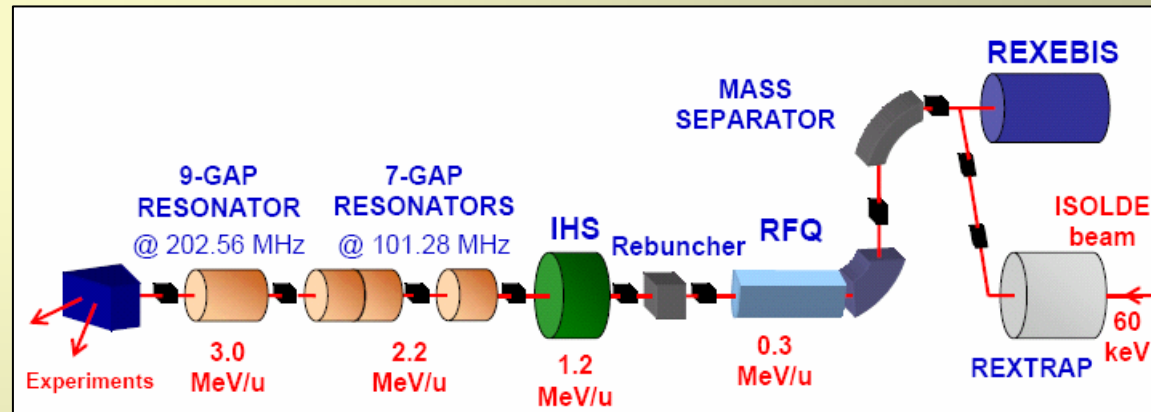 REXEBIS
MASS
SEPARATOR
9-GAP
RESONATOR
@ 202.56 MHz
7-GAP
RESONATORS
@ 101.28 MHz
IHS
Rebuncher
RFQ
ISOLDE
beam
60
keV
REXTRAP
Experiments
3.0
MeV/u
2.2
MeV/u
1.2
MeV/u
0.3
MeV/u